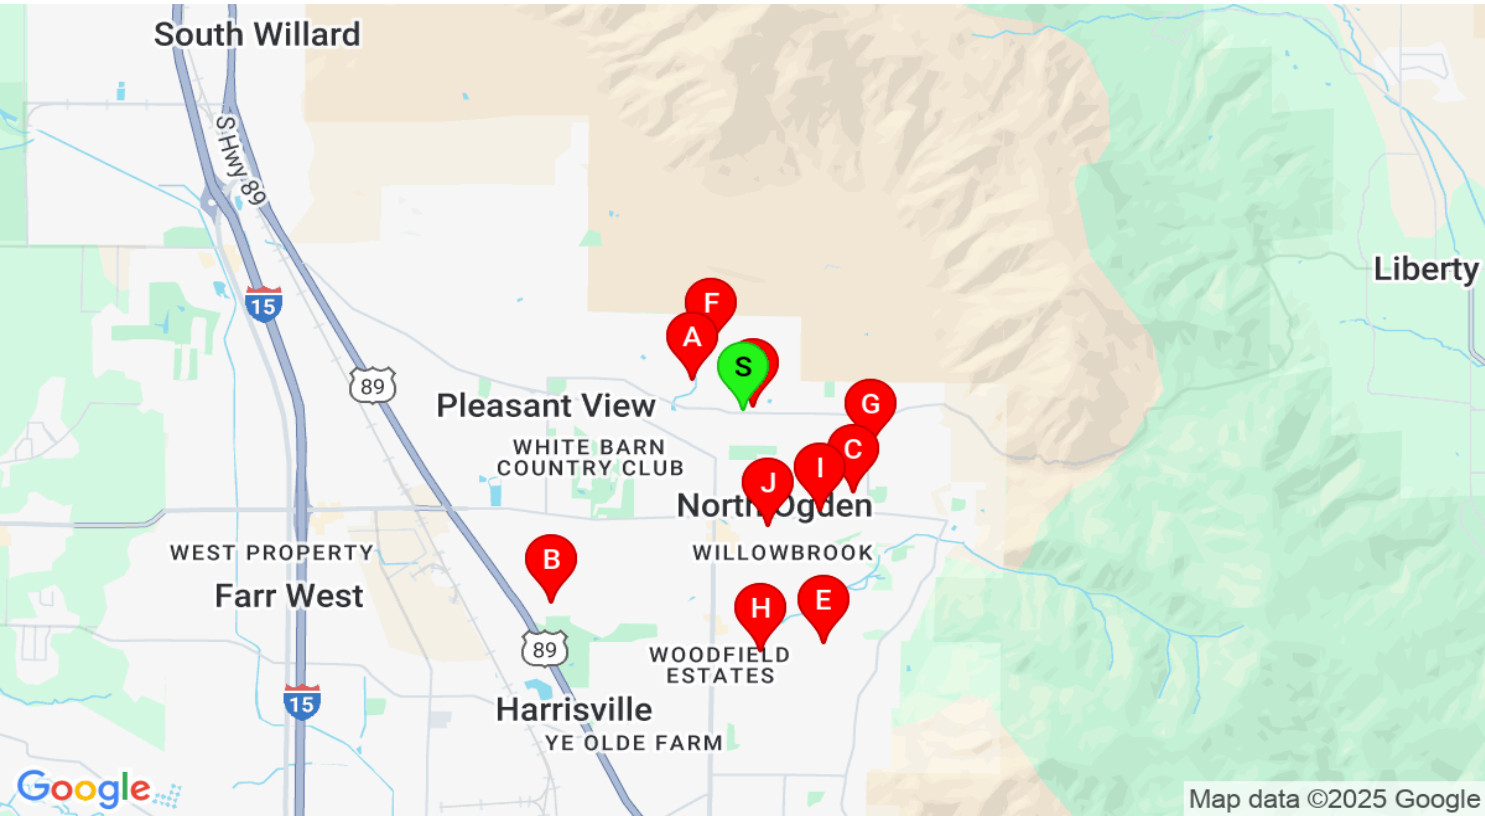 South Willard
S Hwy 89
Liberty
15
F
A
S
89
Pleasant View
G
WHITE BARN
COUNTRY CLUB
C
I
J
North Ogden
WEST PROPERTY
WILLOWBROOK
B
Farr West
E
H
89
WOODFIELD
ESTATES
15
Harrisville
YE OLDE FARM
Google
Map data ©2025 Google